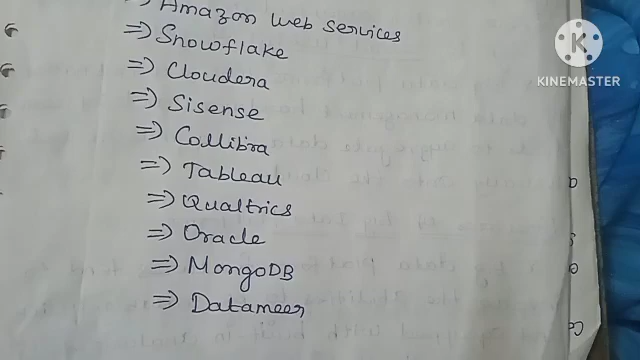 =) Amazon Web Services
=) Snowflake
=) Cloudera
=) Sisense
=) Collibra
=) Tableau
=) Qualtrics
=) Oracle
=) MongoDB
=) Datameer
KINEMASTER